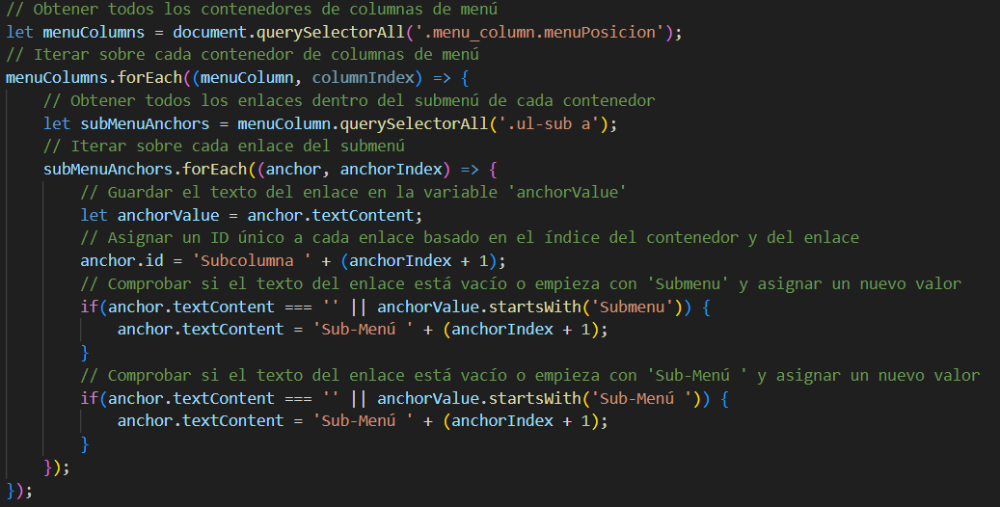 // Obtener todos los contenedores de columnas de menú
let menuColumns = document.querySelectorAll('.menu_column.menuPosicion');
// Iterar sobre cada contenedor de columnas de menú
menuColumns.forEach((menuColumn, columnIndex) => {
    // Obtener todos los enlaces dentro del submenú de cada contenedor
    let subMenuAnchors = menuColumn.querySelectorAll('.ul-sub a');
    // Iterar sobre cada enlace del submenú
    subMenuAnchors.forEach((anchor, anchorIndex) => {
        // Guardar el texto del enlace en la variable 'anchorValue'
        let anchorValue = anchor.textContent;
        // Asignar un ID único a cada enlace basado en el índice del contenedor y del enlace
        anchor.id = 'Subcolumna ' + (anchorIndex + 1);
        // Comprobar si el texto del enlace está vacío o empieza con 'Submenu' y asignar un nuevo valor
        if(anchor.textContent === '' || anchorValue.startsWith('Submenu')) {
            anchor.textContent = 'Sub-Menú ' + (anchorIndex + 1);
        }
        // Comprobar si el texto del enlace está vacío o empieza con 'Sub-Menú ' y asignar un nuevo valor
        if(anchor.textContent === '' || anchorValue.startsWith('Sub-Menú ')) {
            anchor.textContent = 'Sub-Menú ' + (anchorIndex + 1);
        }
    });
});